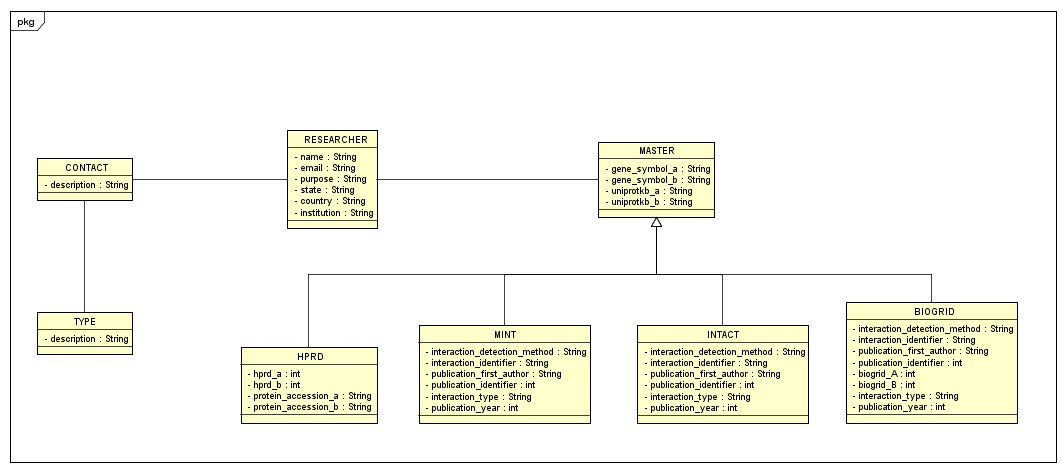 pkg
CONTACT
- description : String
RESEARCHER
- name : String
- email : String
- purpose : String
- state : String
- country : String
- institution : String
MASTER
- gene_symbol_a : String
- gene_symbol_b : String
- uniprotkb_a : String
- uniprotkb_b : String
TYPE
- description : String
HPRD
- hprd_a : int
- hprd_b : int
- protein_accession_a : String
- protein_accession_b : String
MINT
- interaction_detection_method : String
- interaction_identifier : String
- publication_first_author : String
- publication_identifier : int
- interaction_type : String
- publication_year : int
INTACT
- interaction_detection_method : String
- interaction_identifier : String
- publication_first_author : String
- publication_identifier : int
- interaction_type : String
- publication_year : int
BIOGRID
- interaction_detection_method : String
- interaction_identifier : String
- publication_first_author : String
- publication_identifier : int
- biogrid_A : int
- biogrid_B : int
- interaction_type : String
- publication_year : int